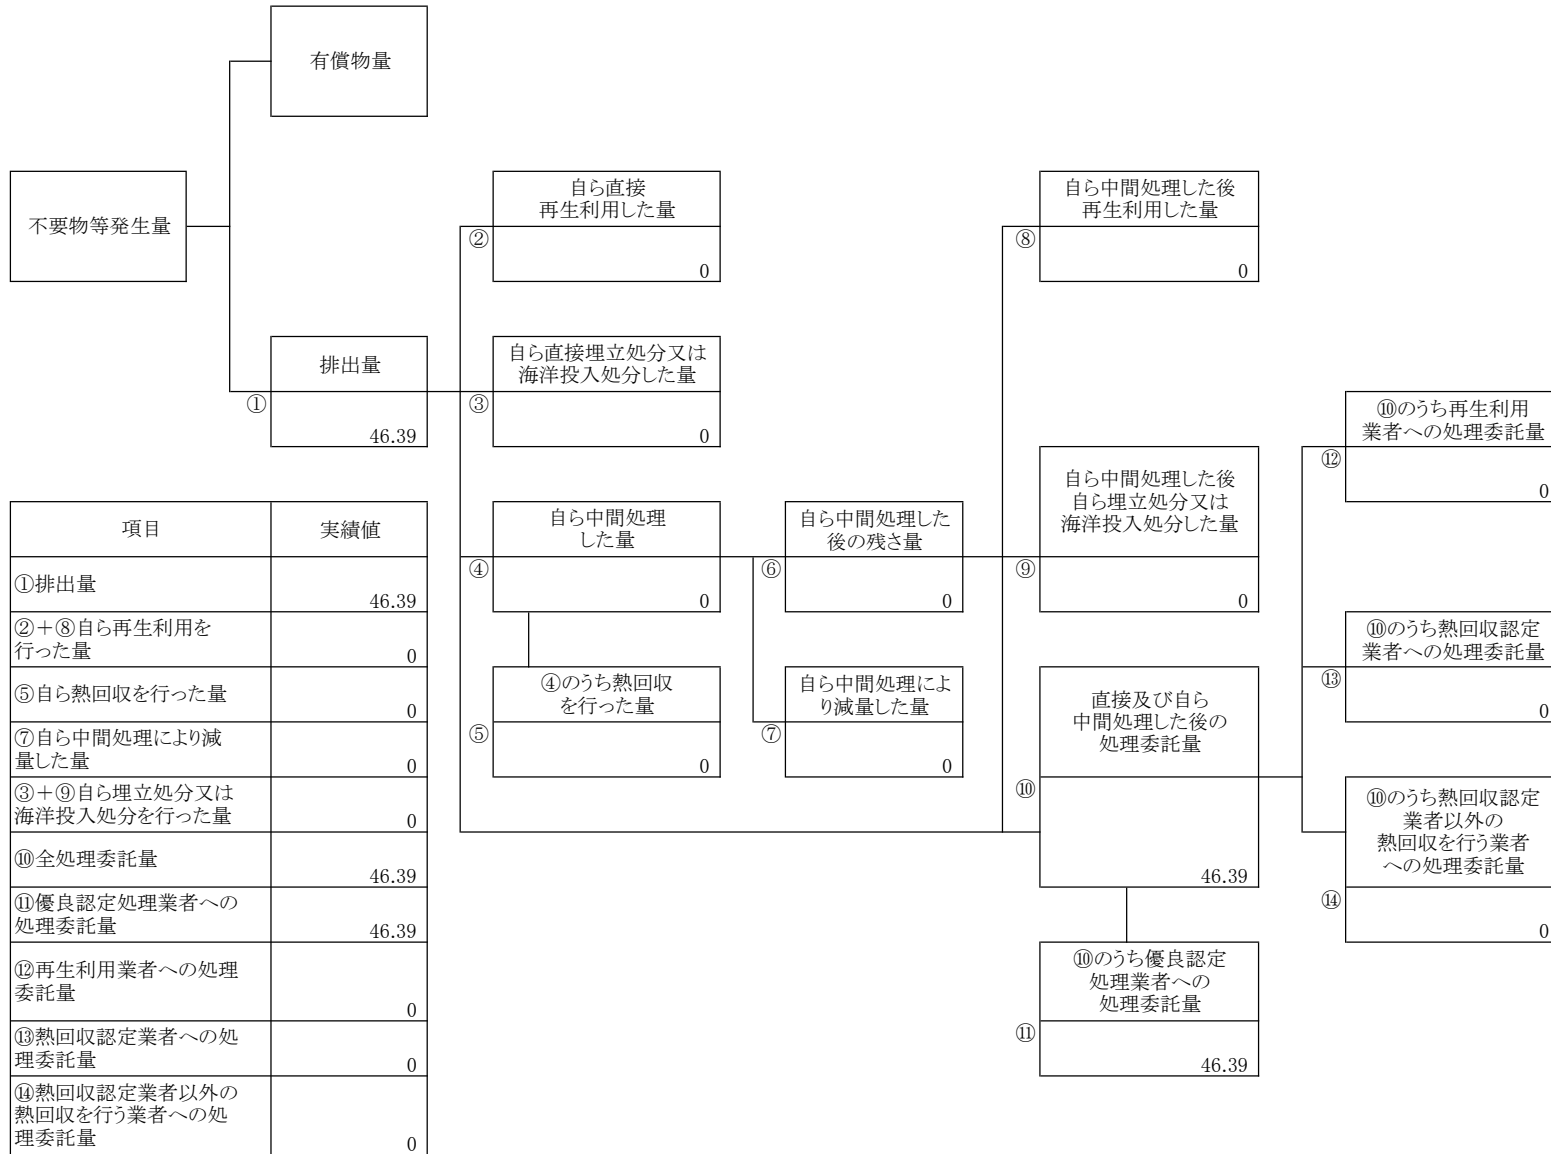 有償物量
不要物等発生量
自ら直接
再生利用した量
②
0
自ら中間処理した後
再生利用した量
⑧
0
排出量
①
46.39
自ら直接埋立処分又は
海洋投入処分した量
③
0
⑩のうち再生利用
業者への処理委託量
⑫
0
自ら中間処理
した量
④
0
自ら中間処理した
後の残さ量
⑥
0
自ら中間処理した後
自ら埋立処分又は
海洋投入処分した量
⑨
0
④のうち熱回収
を行った量
⑤
0
自ら中間処理によ
り減量した量
⑦
0
直接及び自ら
中間処理した後の
処理委託量
⑩
46.39
⑩のうち熱回収認定
業者への処理委託量
⑬
0
⑩のうち熱回収認定
業者以外の
熱回収を行う業者
への処理委託量
⑭
0
⑩のうち優良認定
処理業者への
処理委託量
⑪
46.39
項目 実績値
①排出量
46.39
②+⑧自ら再生利用を
行った量
0
⑤自ら熱回収を行った量
0
⑦自ら中間処理により減
量した量
0
③+⑨自ら埋立処分又は
海洋投入処分を行った量
0
⑩全処理委託量
46.39
⑪優良認定処理業者への
処理委託量
46.39
⑫再生利用業者への処理
委託量
0
⑬熱回収認定業者への処
理委託量
0
⑭熱回収認定業者以外の
熱回収を行う業者への処
理委託量
0